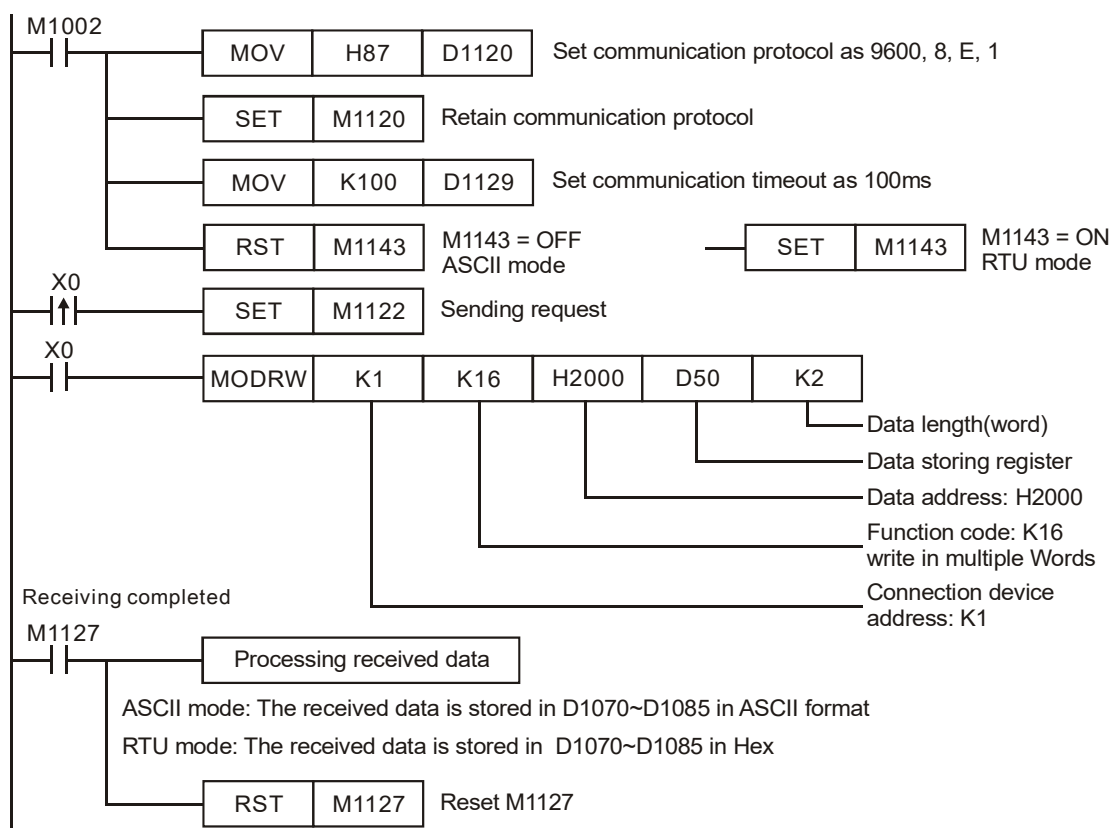 M1002
MOV H87 D1120 Set communication protocol as 9600, 8, E, 1
SET M1120 Retain communication protocol
MOV K100 D1129 Set communication timeout as 100ms
RST M1143 M1143 = OFF
ASCII mode
SET M1143 M1143 = ON
RTU mode
X0
SET M1122 Sending request
X0
MODRW K1 K16 H2000 D50 K2
Data length(word)
Data storing register
Data address: H2000
Function code: K16
write in multiple Words
Connection device
address: K1
Receiving completed
M1127
Processing received data
ASCII mode: The received data is stored in D1070~D1085 in ASCII format
RTU mode: The received data is stored in D1070~D1085 in Hex
RST M1127 Reset M1127